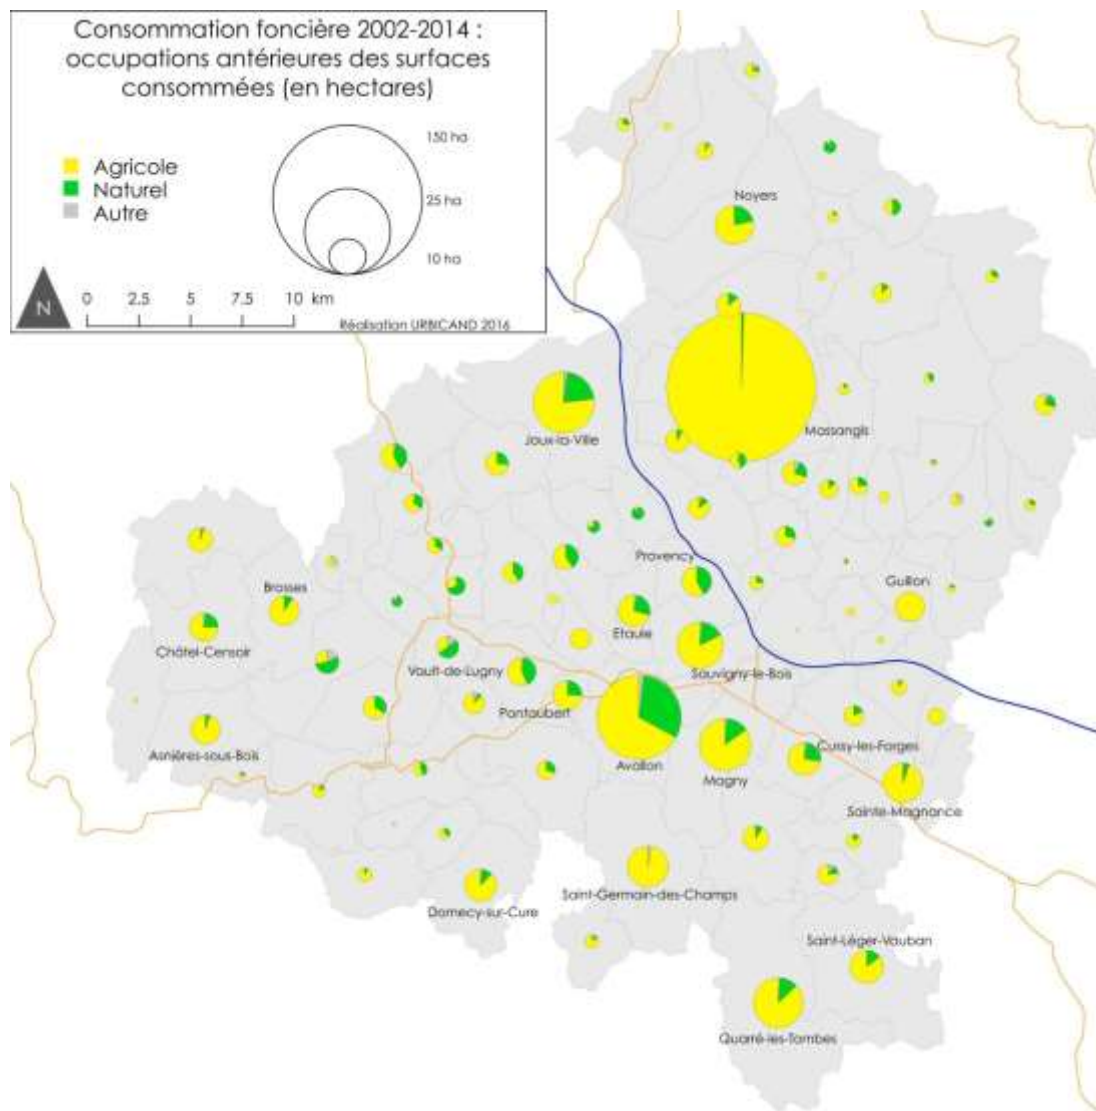 Consommation foncière 2002-2014 :
occupations antérieures des surfaces
consommées (en hectares)
Agricole
Naturel
Autre
150 ha
25 ha
10 ha
N
0 2.5 5 7.5 10 km
Réalisation URBICAND 2016
Noyers
Massangis
Joux-la-Ville
Provency
Guillon
Brosses
Etaule
Châtel-Censoir
Vault-de-Lugny
Sauvigny-le-Bois
Pontaubert
Asnières-sous-Bois
Cussy-les-Forges
Avallon
Magny
Sainte-Magnance
Saint-Germain-des-Champs
Domecy-sur-Cure
Saint-Léger-Vauban
Quarré-les-Tombes